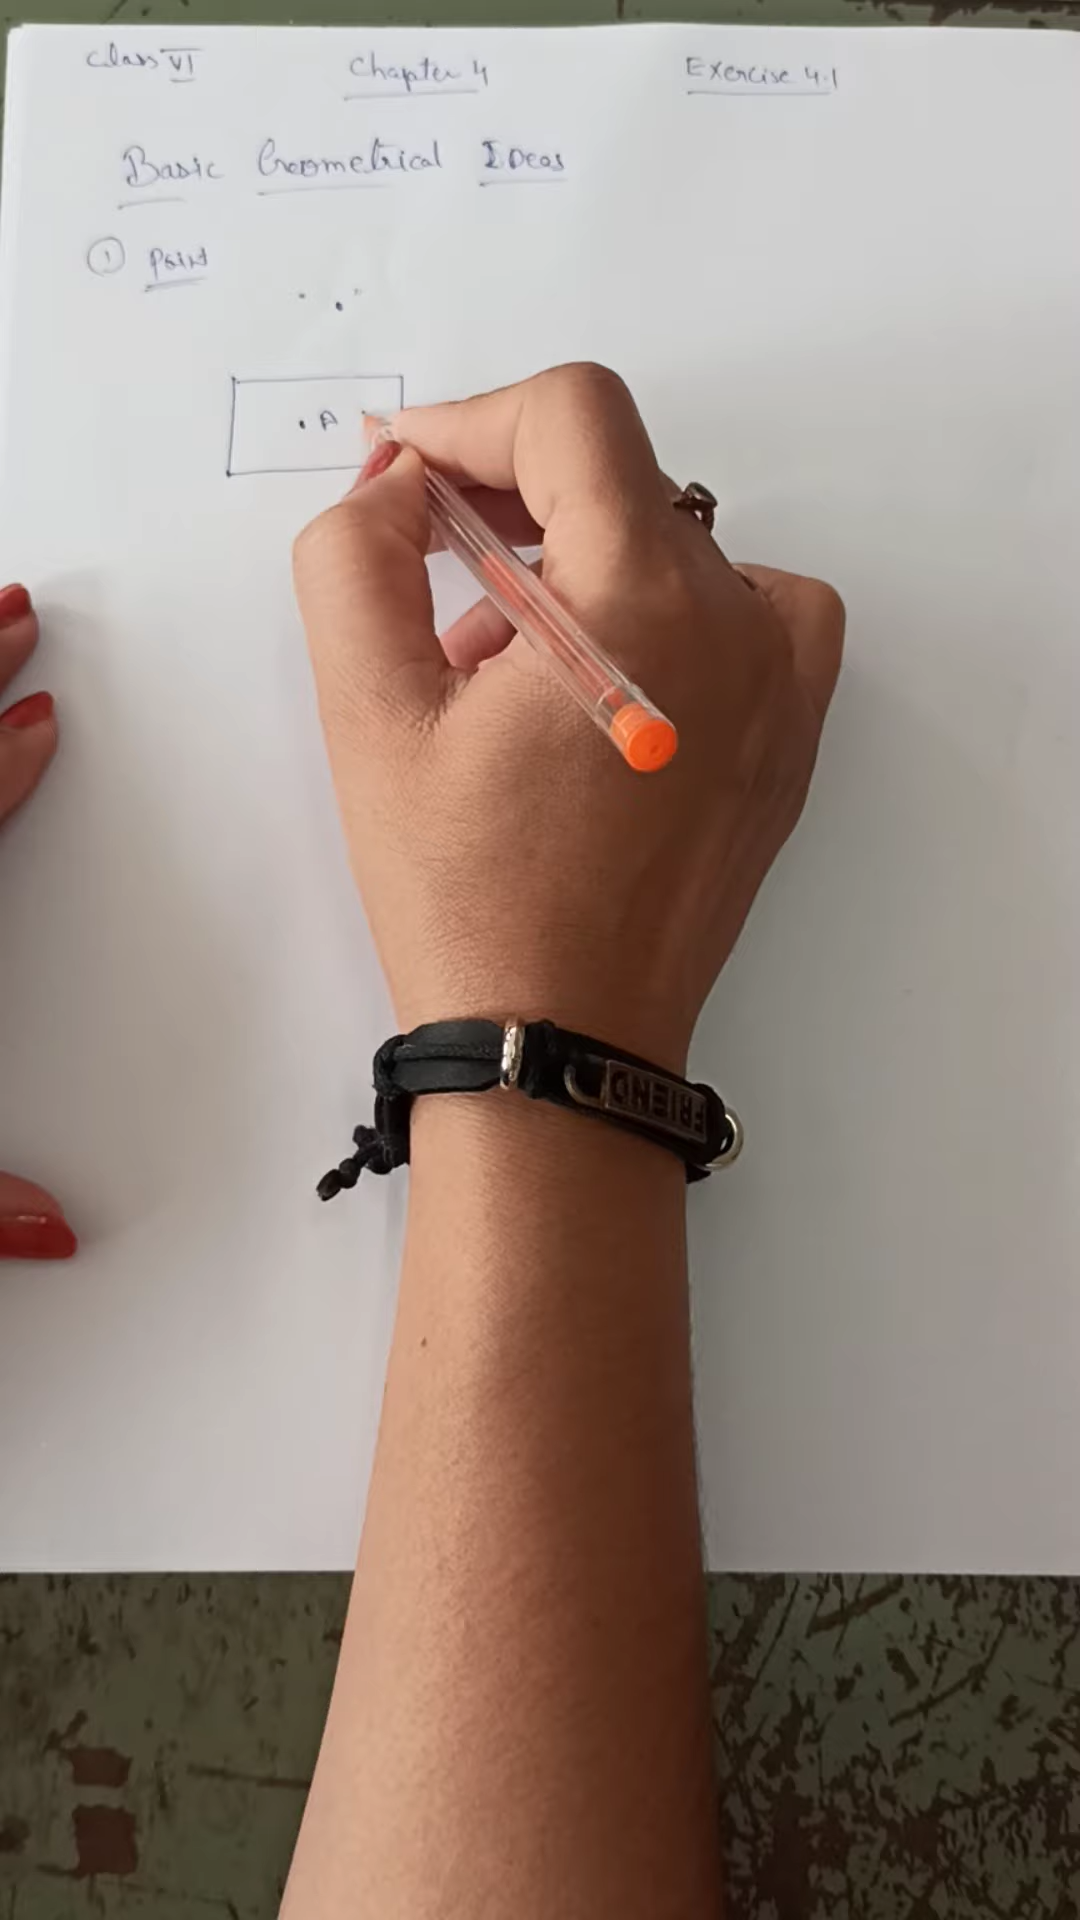 Class VI Chapter 4 Exercise 4.1
Basic Geometrical Ideas
① Point
A
FRIEND